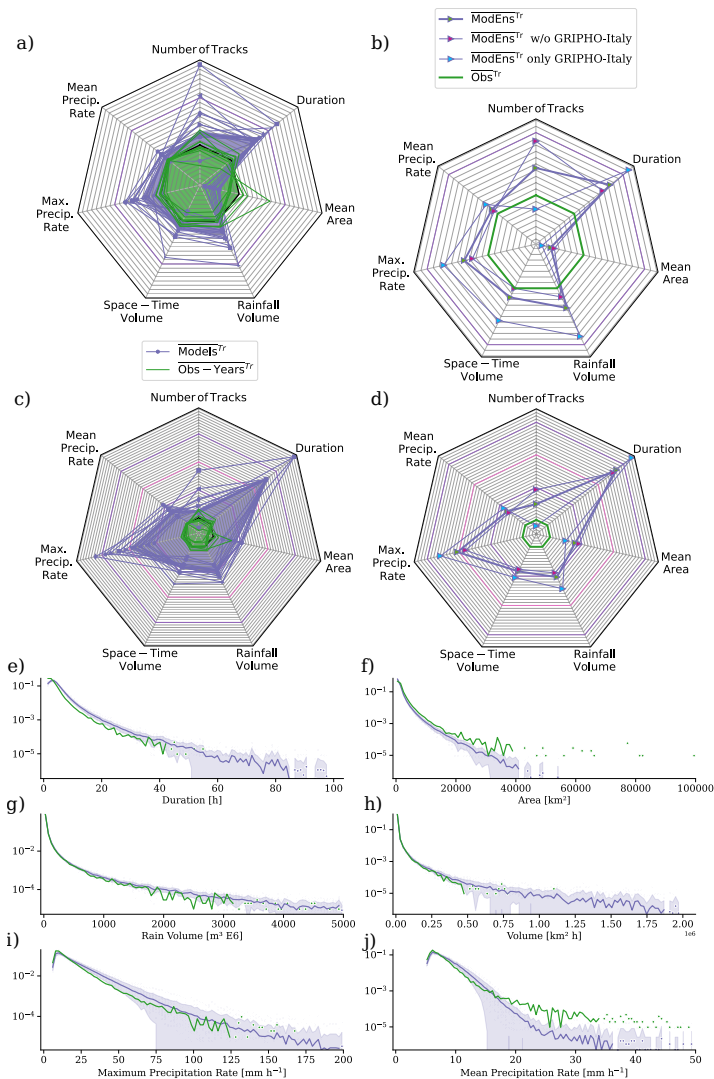 a)
Number of Tracks
Mean
Precip.
Rate
Duration
Max.
Precip.
Rate
Mean
Area
Space − Time
Volume
Rainfall
Volume
Models^Tr
Obs − Years^Tr
b)
ModEns^Tr
ModEns^Tr w/o GRIPHO-Italy
ModEns^Tr only GRIPHO-Italy
Obs^Tr
Number of Tracks
Mean
Precip.
Rate
Duration
Max.
Precip.
Rate
Mean
Area
Space − Time
Volume
Rainfall
Volume
c)
Number of Tracks
Mean
Precip.
Rate
Duration
Max.
Precip.
Rate
Mean
Area
Space − Time
Volume
Rainfall
Volume
d)
Number of Tracks
Mean
Precip.
Rate
Duration
Max.
Precip.
Rate
Mean
Area
Space − Time
Volume
Rainfall
Volume
e)
10⁻¹
10⁻³
10⁻⁵
0 20 40 60 80 100
Duration [h]
f)
10⁻¹
10⁻³
10⁻⁵
0 20000 40000 60000 80000 100000
Area [km²]
g)
10⁻²
10⁻⁴
0 1000 2000 3000 4000 5000
Rain Volume [m³ E6]
h)
10⁻¹
10⁻³
10⁻⁵
0.0 0.25 0.50 0.75 1.00 1.25 1.50 1.75 2.00
1e6
Volume [km² h]
i)
10⁻²
10⁻⁴
0 25 50 75 100 125 150 175 200
Maximum Precipitation Rate [mm h⁻¹]
j)
10⁻¹
10⁻³
10⁻⁵
0 10 20 30 40 50
Mean Precipitation Rate [mm h⁻¹]